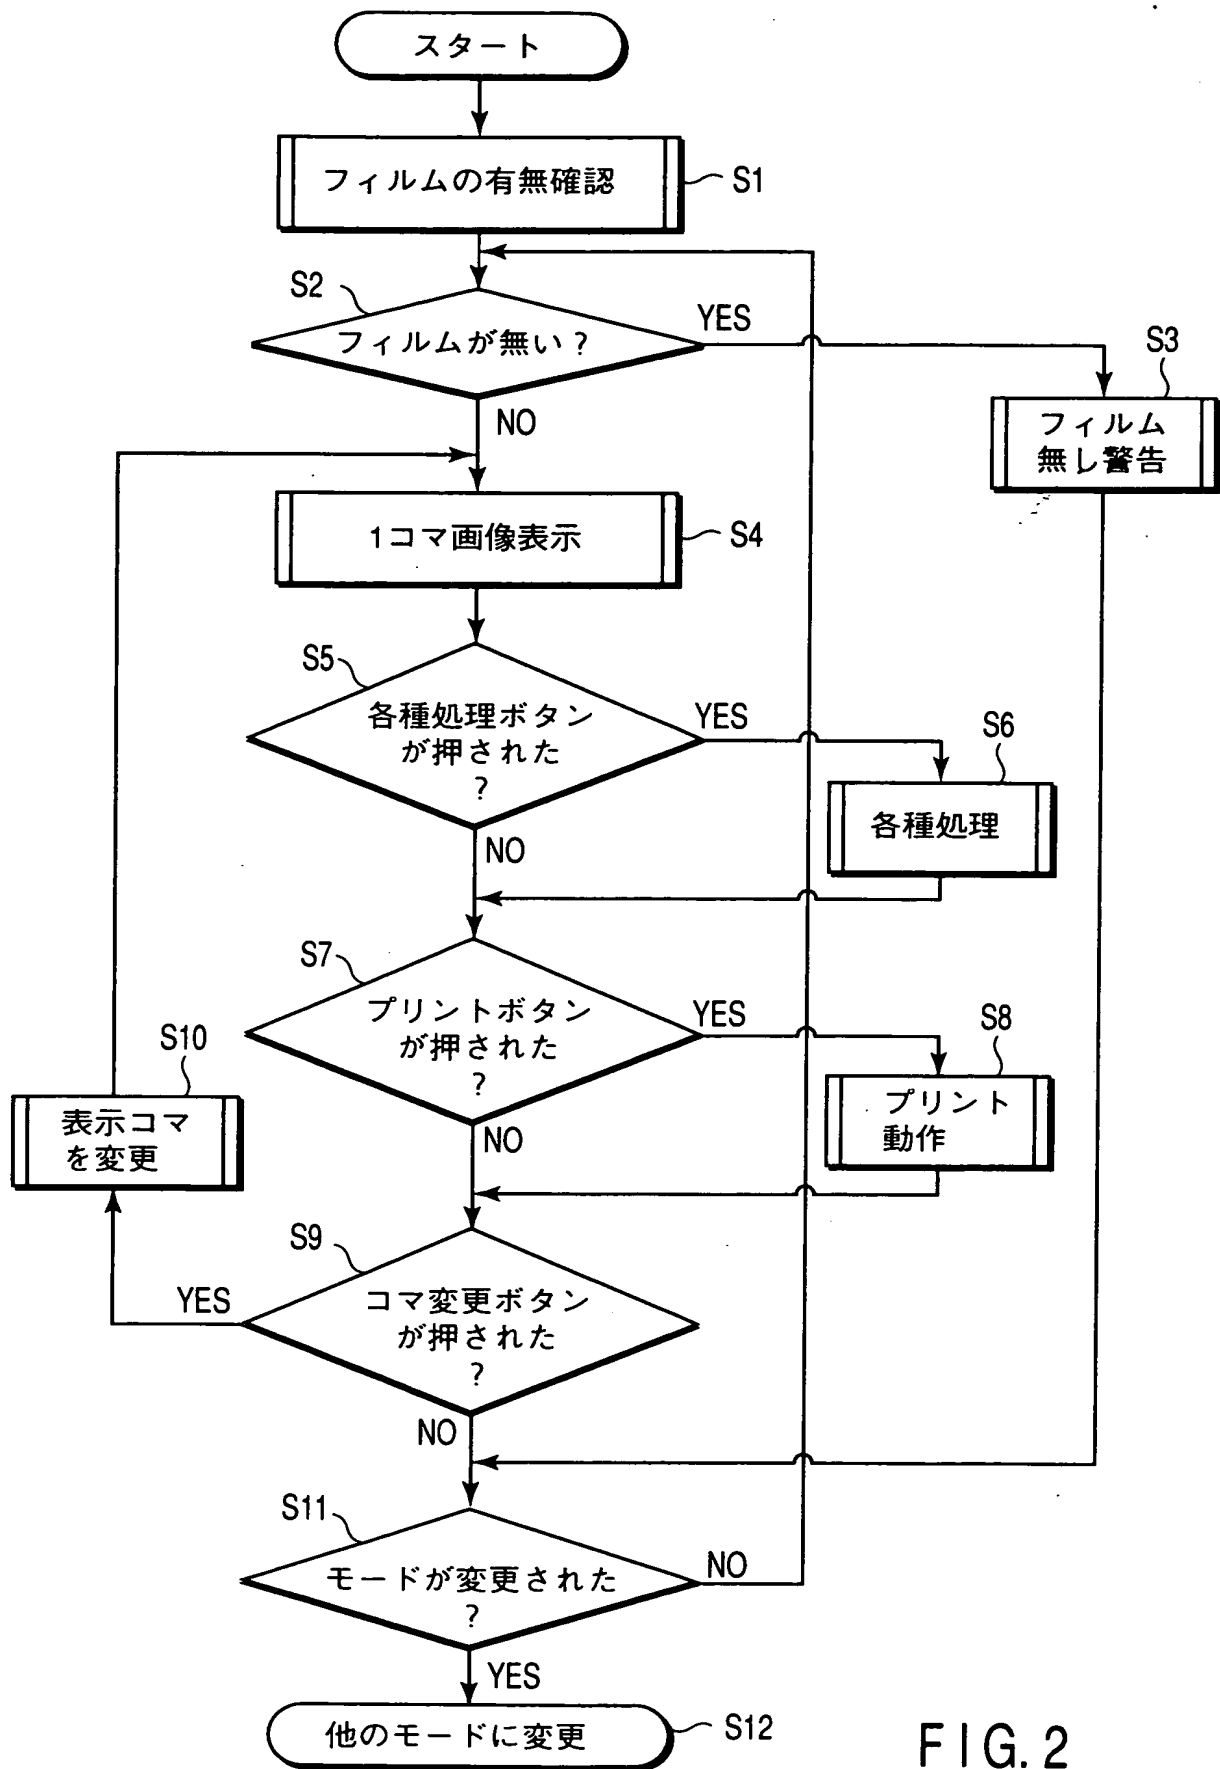 スタート
フィルムの有無確認
S1
S2
フィルムが無い？
YES
NO
S3
フィルム
無し警告
1コマ画像表示
S4
S5
各種処理ボタン
が押された
？
YES
NO
S6
各種処理
S7
プリントボタン
が押された
？
YES
NO
S8
プリント
動作
S10
表示コマ
を変更
S9
コマ変更ボタン
が押された
？
YES
NO
S11
モードが変更された
？
NO
YES
他のモードに変更
S12
FIG. 2